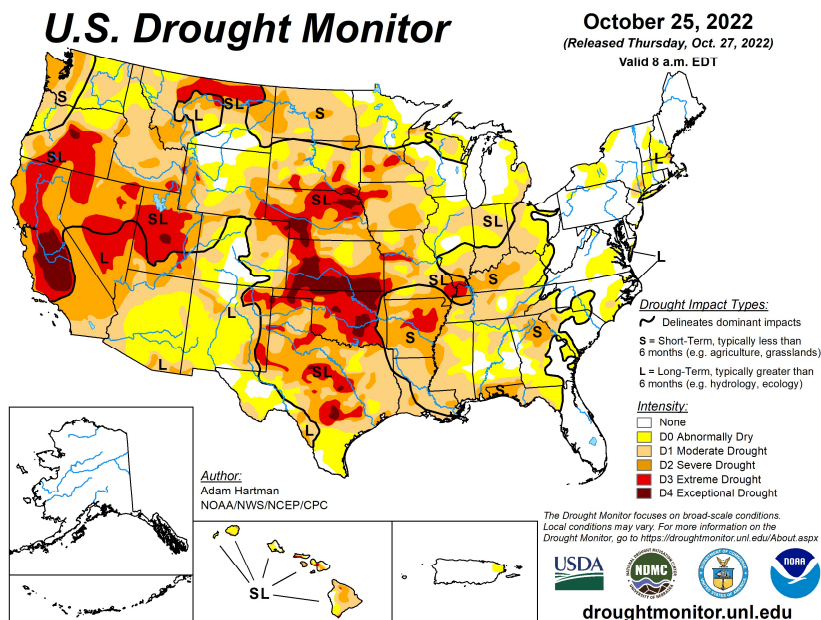 U.S. Drought Monitor
October 25, 2022
(Released Thursday, Oct. 27, 2022)
Valid 8 a.m. EDT
S
SL
L
S
S
L
SL
SL
SL
L
SL
SL
S
L
L
L
S
S
SL
S
L
L
Drought Impact Types:
Delineates dominant impacts
S = Short-Term, typically less than
6 months (e.g. agriculture, grasslands)
L = Long-Term, typically greater than
6 months (e.g. hydrology, ecology)
Intensity:
None
D0 Abnormally Dry
D1 Moderate Drought
D2 Severe Drought
D3 Extreme Drought
D4 Exceptional Drought
Author:
Adam Hartman
NOAA/NWS/NCEP/CPC
SL
The Drought Monitor focuses on broad-scale conditions.
Local conditions may vary. For more information on the
Drought Monitor, go to https://droughtmonitor.unl.edu/About.aspx
USDA
NDMC
NOAA
droughtmonitor.unl.edu